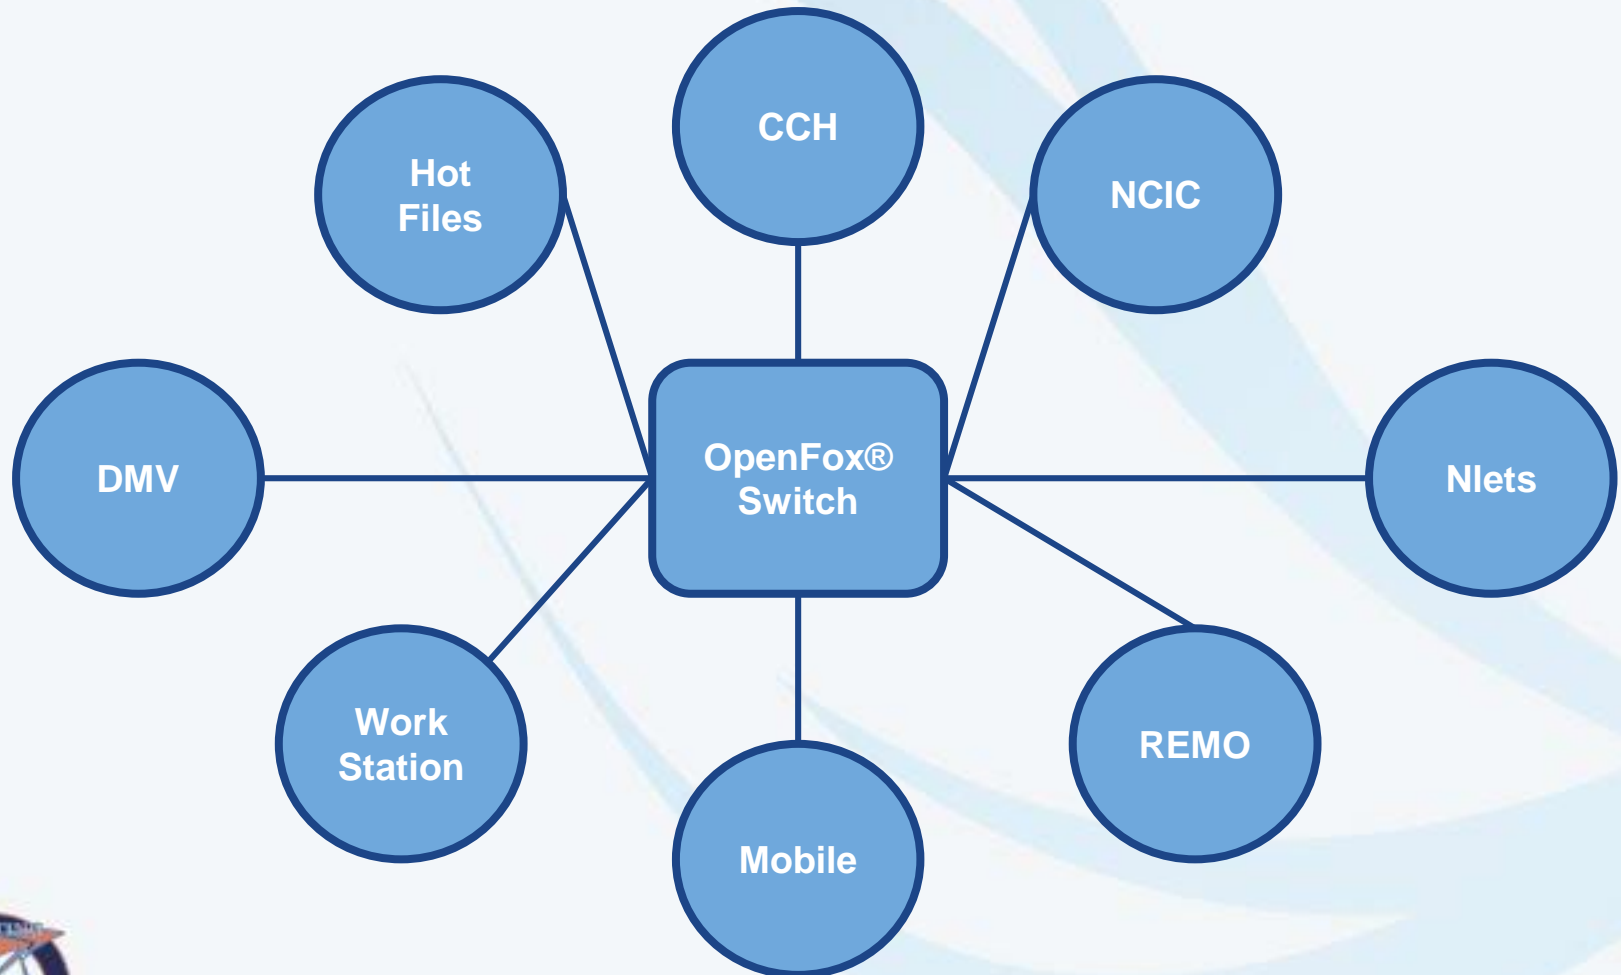 CCH
Hot
Files
NCIC
OpenFox®
Switch
DMV
Nlets
Work
Station
REMO
Mobile